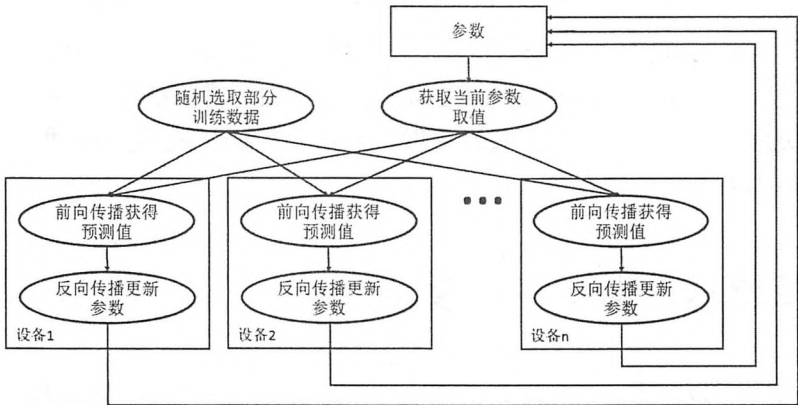 参数
随机选取部分
训练数据
获取当前参数
取值
前向传播获得
预测值
反向传播更新
参数
设备1
前向传播获得
预测值
反向传播更新
参数
设备2
前向传播获得
预测值
反向传播更新
参数
设备n